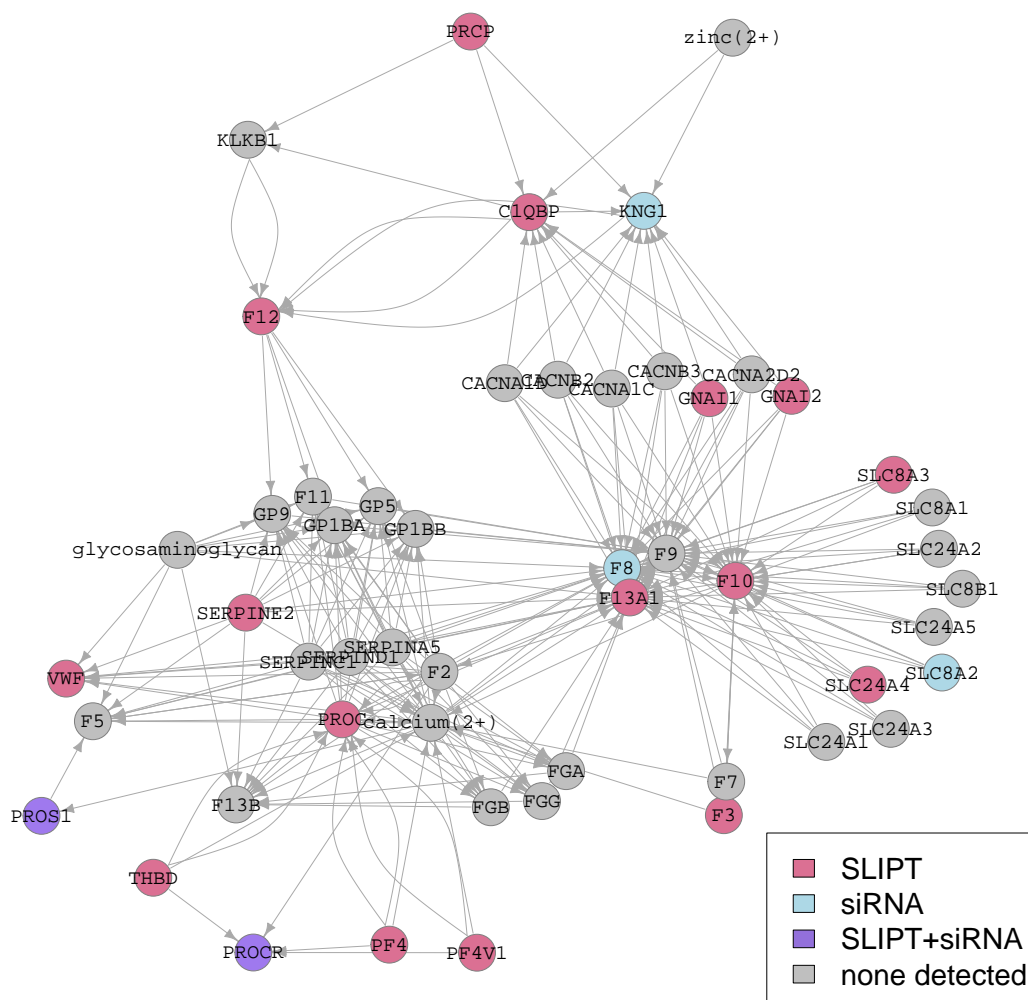 PRCP
zinc(2+)
KLKB1
C1QBP
KNG1
F12
CACNA1D
CACNB2
CACNA1C
CACNB3
CACNA2D2
GNAI1
GNAI2
SLC8A3
SLC8A1
SLC24A2
SLC8B1
SLC24A5
SLC8A2
SLC24A4
SLC24A3
SLC24A1
F11
GP9
GP1BA
GP5
GP1BB
glycosaminoglycan
F9
F8
F10
F13A1
SERPINE2
SERPINA5
SERPIND1
SERPINC1
F2
VWF
F5
PROC
calcium(2+)
FGA
FGG
FGB
F13B
F7
F3
PROS1
THBD
PROCR
PF4
PF4V1
SLIPT
siRNA
SLIPT+siRNA
none detected